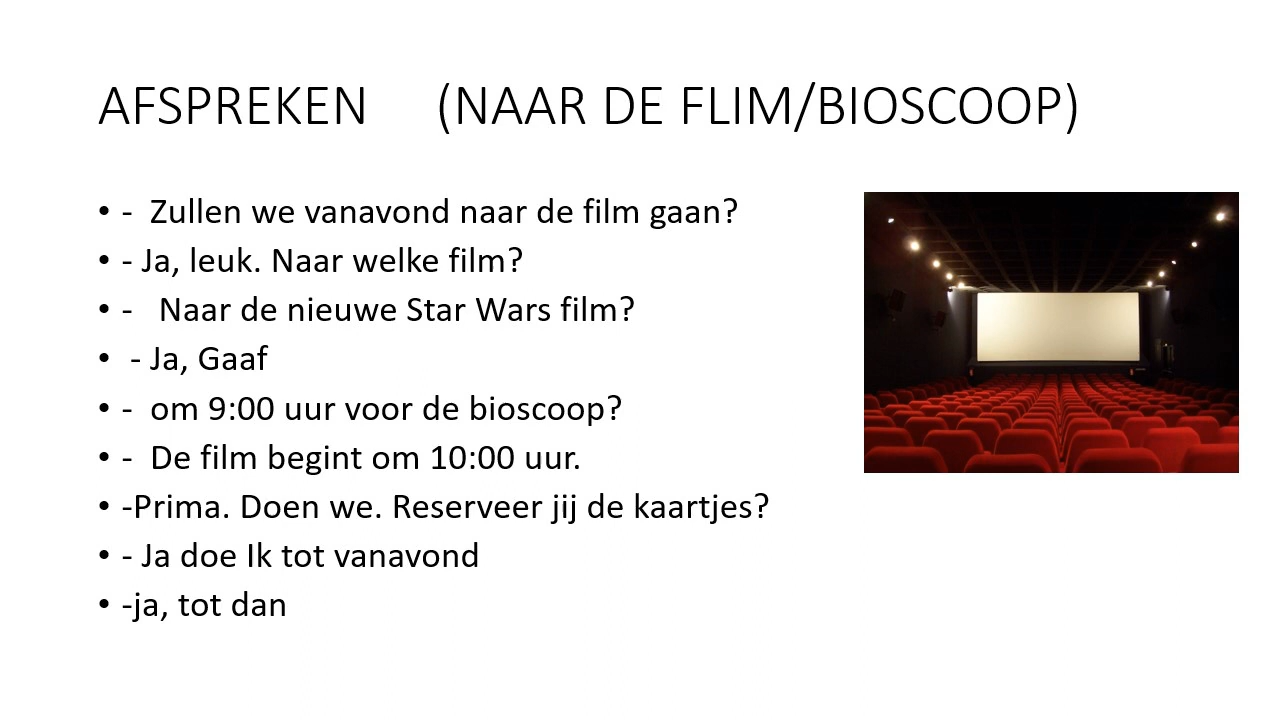 AFSPREKEN (NAAR DE FLIM/BIOSCOOP)
• - Zullen we vanavond naar de film gaan?
• - Ja, leuk. Naar welke film?
• - Naar de nieuwe Star Wars film?
• - Ja, Gaaf
• - om 9:00 uur voor de bioscoop?
• - De film begint om 10:00 uur.
• -Prima. Doen we. Reserveer jij de kaartjes?
• - Ja doe Ik tot vanavond
• -ja, tot dan